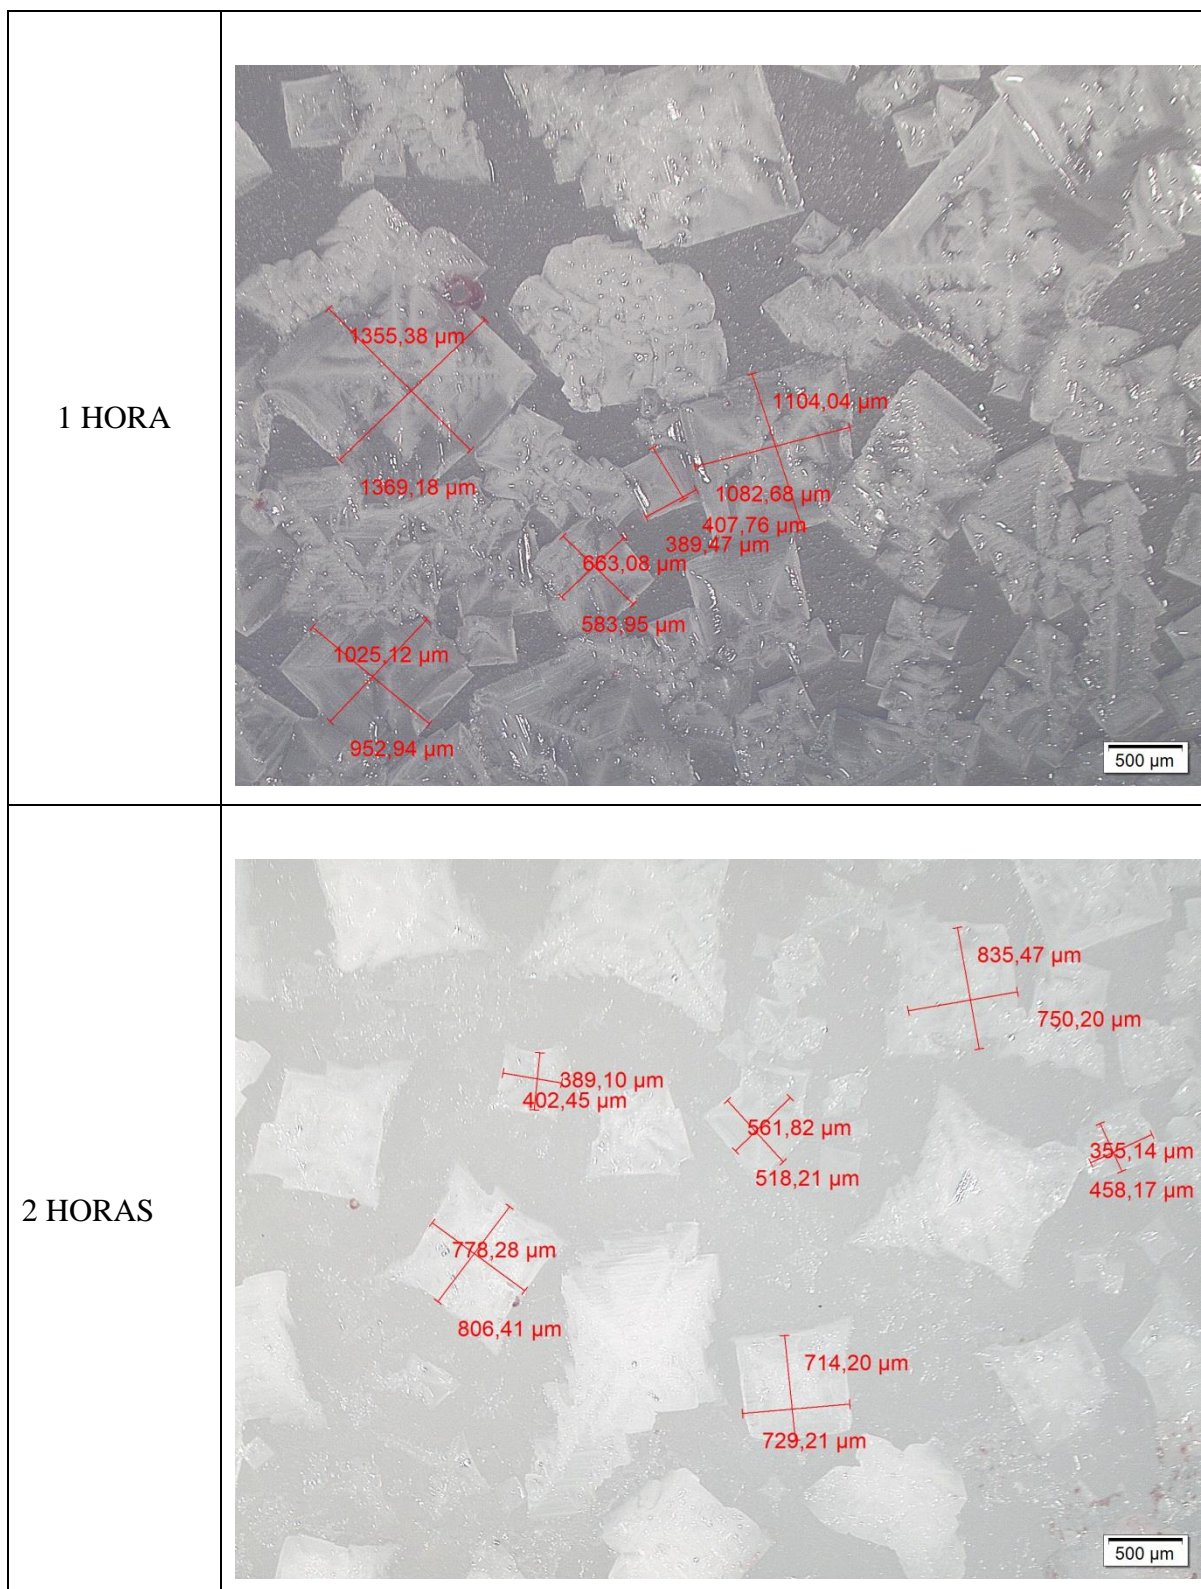 1 HORA
1355,38 µm
1104,04 µm
1369,18 µm
1082,68 µm
407,76 µm
389,47 µm
663,08 µm
583,95 µm
1025,12 µm
952,94 µm
500 µm
2 HORAS
835,47 µm
750,20 µm
389,10 µm
402,45 µm
561,82 µm
355,14 µm
518,21 µm
458,17 µm
778,28 µm
806,41 µm
714,20 µm
729,21 µm
500 µm